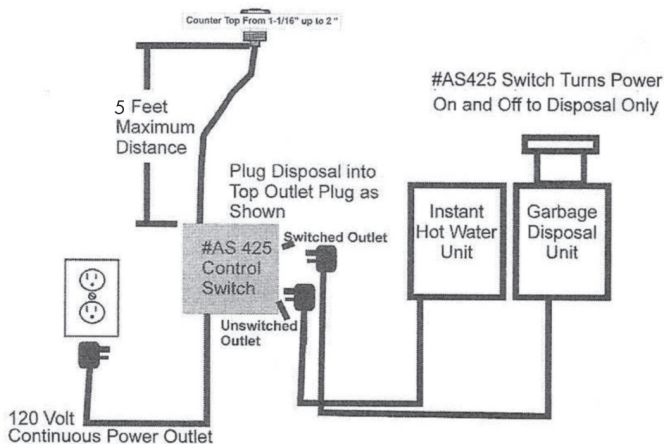 Counter Top From 1-1/16" up to 2 "
5 Feet
Maximum
Distance
#AS425 Switch Turns Power
On and Off to Disposal Only
Plug Disposal into
Top Outlet Plug as
Shown
#AS 425
Control
Switch
Switched Outlet
Unswitched
Outlet
Instant
Hot Water
Unit
Garbage
Disposal
Unit
120 Volt
Continuous Power Outlet